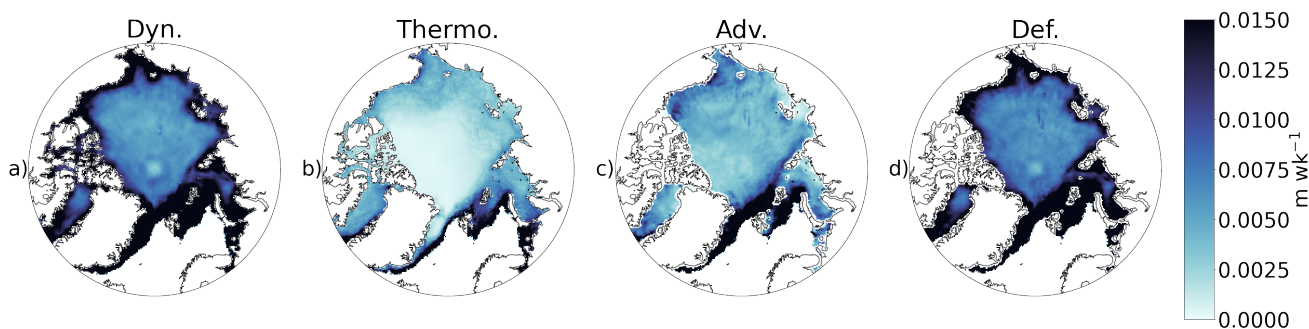 Dyn.
Thermo.
Adv.
Def.
a)
b)
c)
d)
0.0150
0.0125
0.0100
0.0075
0.0050
0.0025
0.0000
m wk⁻¹